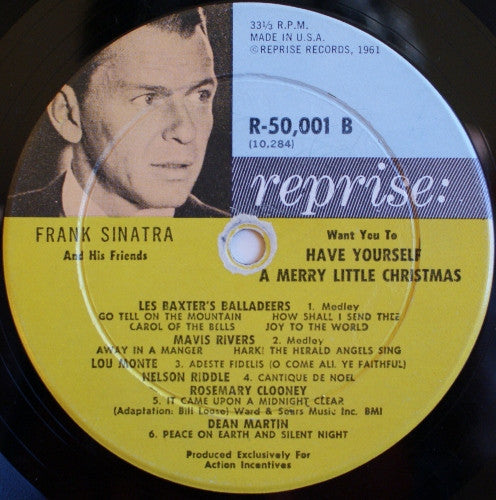 33⅓ R.P.M.
MADE IN U.S.A.
©REPRISE RECORDS, 1961
R-50,001 B
(10,284)
reprise:
FRANK SINATRA
And His Friends
Want You To
HAVE YOURSELF
A MERRY LITTLE CHRISTMAS
LES BAXTER'S BALLADEERS 1. Medley
GO TELL ON THE MOUNTAIN HOW SHALL I SEND THEE
CAROL OF THE BELLS JOY TO THE WORLD
MAVIS RIVERS 2. Medley
AWAY IN A MANGER HARK! THE HERALD ANGELS SING
LOU MONTE 3. ADESTE FIDELIS (O COME ALL YE FAITHFUL)
NELSON RIDDLE 4. CANTIQUE DE NOEL
ROSEMARY CLOONEY
5. IT CAME UPON A MIDNIGHT CLEAR
(Adaptation: Bill Loose) Ward & Sears Music Inc. BMI
DEAN MARTIN
6. PEACE ON EARTH AND SILENT NIGHT
Produced Exclusively For
Action Incentives